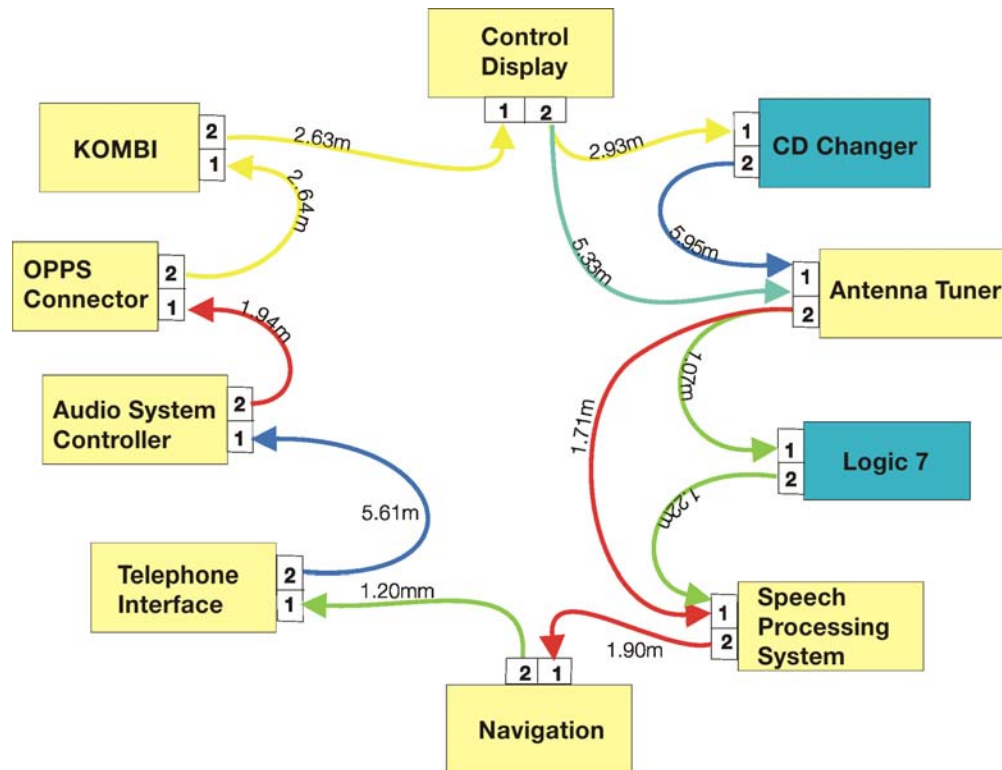 Control
Display
1 2
KOMBI
2
1
2.63m
2.93m
1
2
CD Changer
2.64m
OPPS
Connector
2
1
5.95m
5.33m
1
2
Antenna Tuner
1.94m
Audio System
Controller
2
1
1.07m
1.71m
1
2
Logic 7
5.61m
1.22m
Telephone
Interface
2
1
1.20mm
1
2
Speech
Processing
System
1.90m
2 1
Navigation